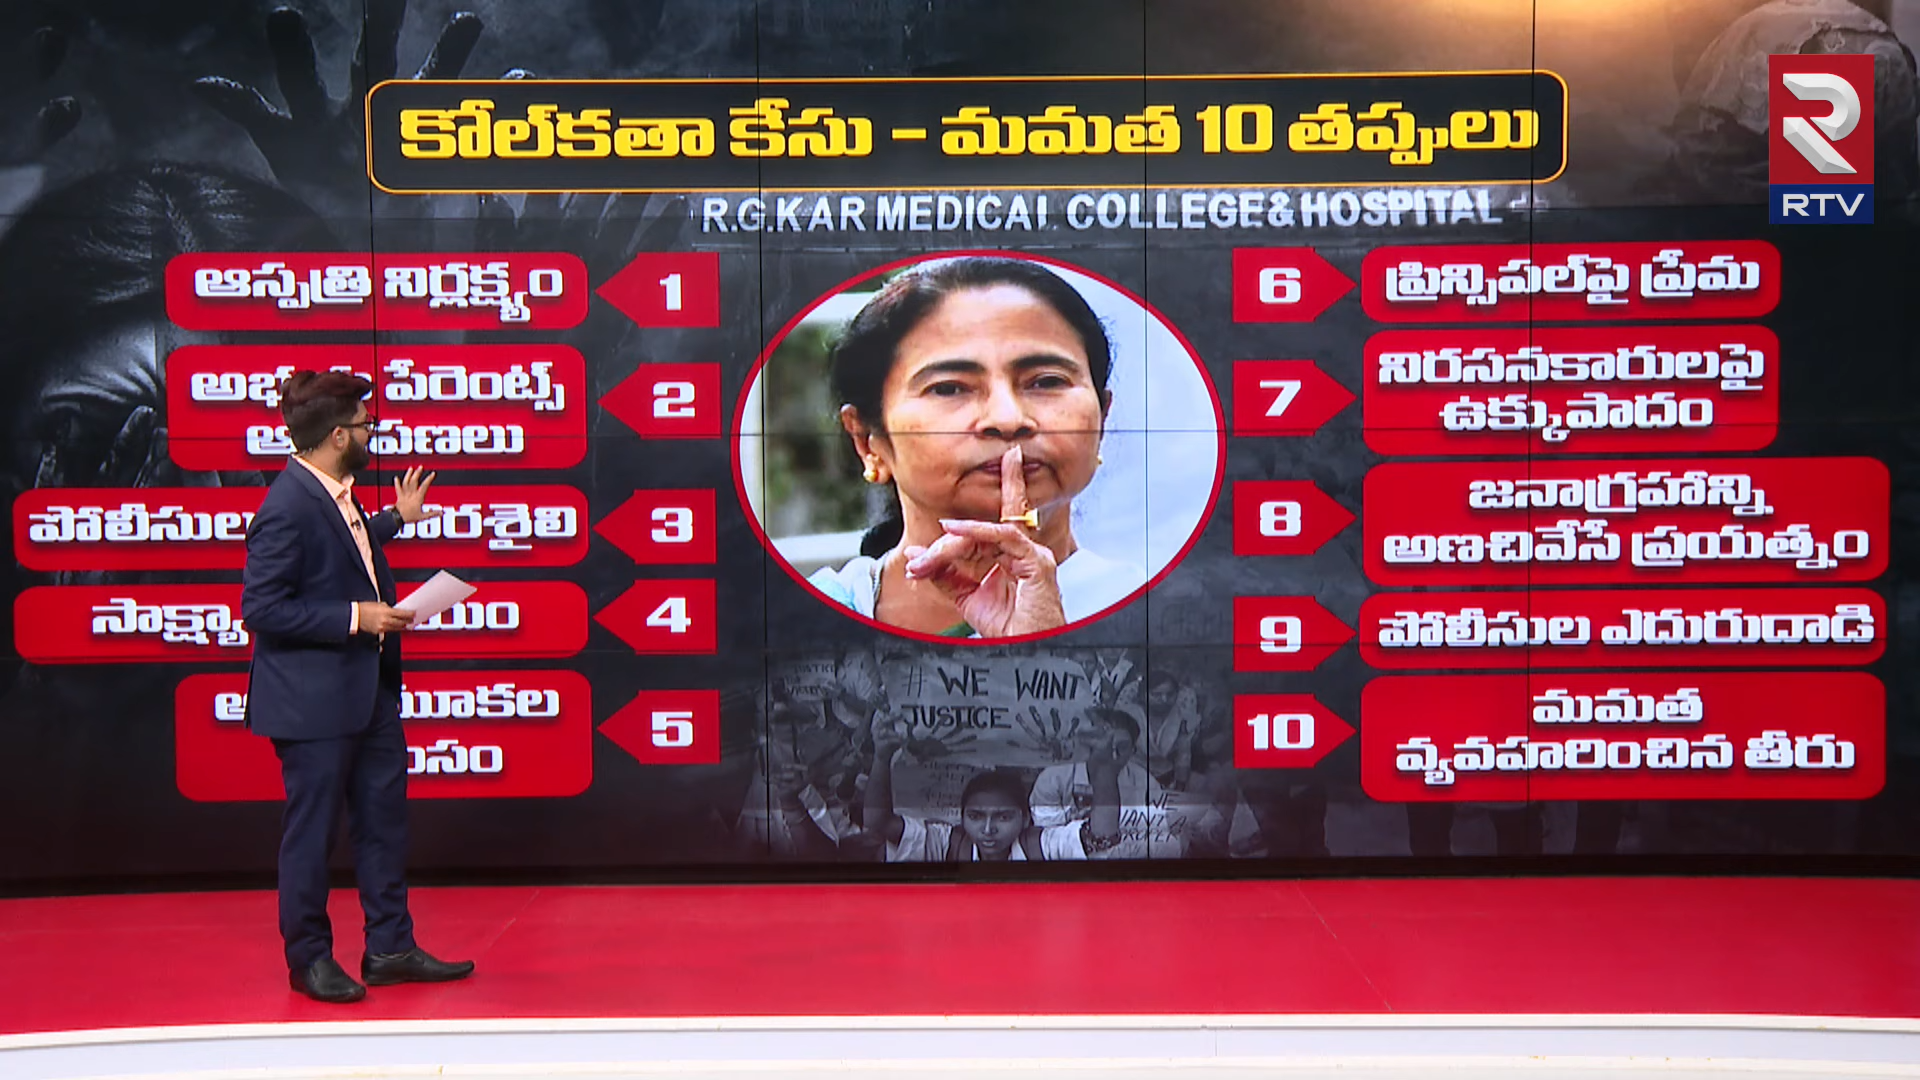 కోల్‌కతా కేసు – మమత 10 తప్పులు
RTV
R.G.KAR MEDICAL COLLEGE & HOSPITAL
ఆస్పత్రి నిర్లక్ష్యం
1
పేరెంట్స్
2
3
4
5
6
ప్రిన్సిపల్‌పై ప్రేమ
7
నిరసనకారులపై
ఉక్కుపాదం
8
జనాగ్రహాన్ని
అణచివేసే ప్రయత్నం
9
పోలీసుల ఎదురుదాడి
10
మమత
వ్యవహరించిన తీరు
# WE WANT
JUSTICE